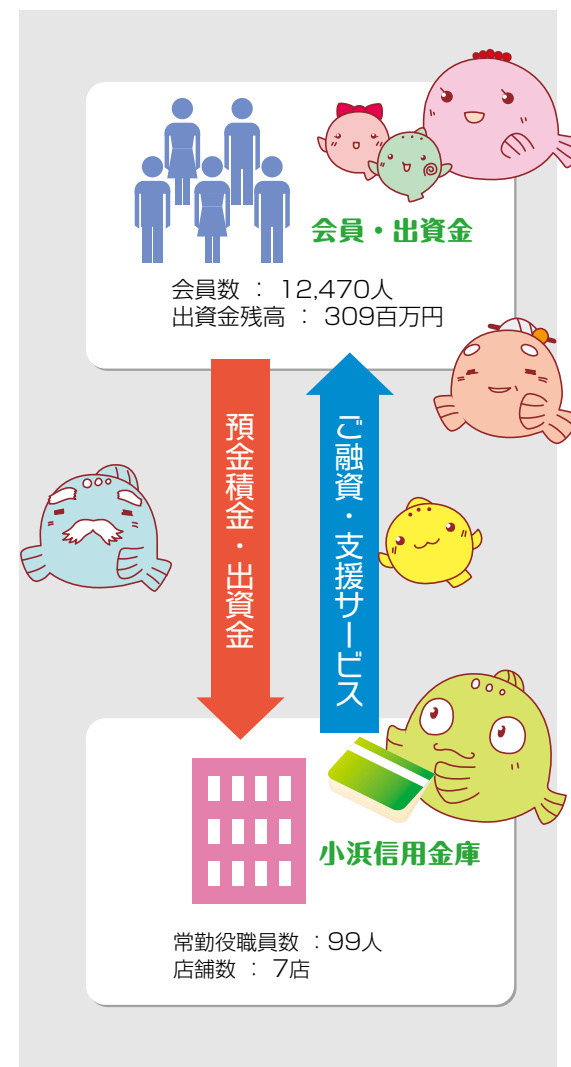 会員・出資金
会員数 ： 12,470人
出資金残高 ： 309百万円
預金積金・出資金
ご融資・支援サービス
小浜信用金庫
常勤役職員数 ：99人
店舗数 ： 7店